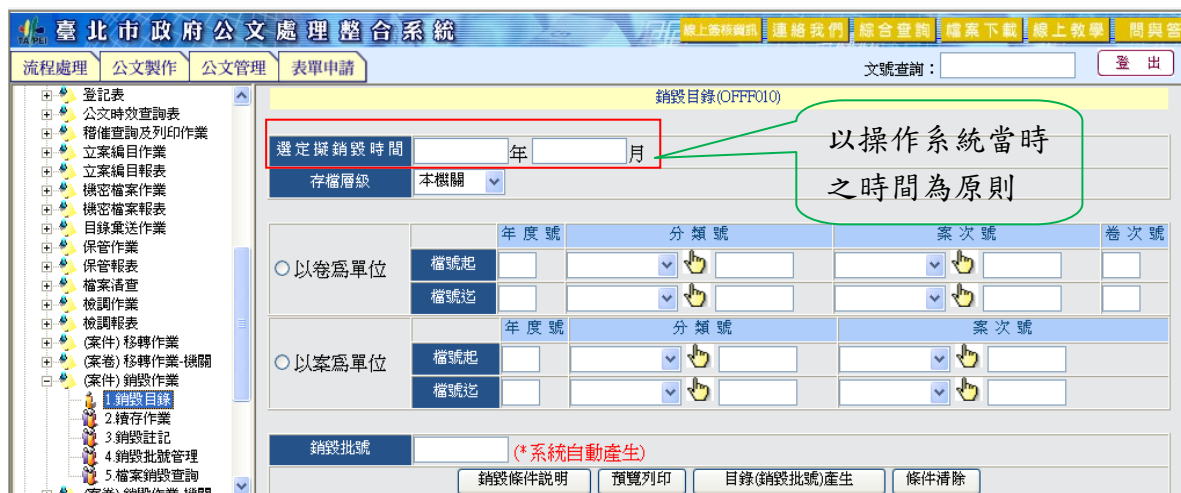 臺北市政府公文處理整合系統
線上簽核資訊 連絡我們 綜合查詢 檔案下載 線上教學 問與答
流程處理 公文製作 公文管理 表單申請 文號查詢： 登出
登記表
公文時效查詢表
稽催查詢及列印作業
立案編目作業
立案編目報表
機密檔案作業
機密檔案報表
目錄彙送作業
保管作業
保管報表
檔案清查
檢調作業
檢調報表
(案件)移轉作業
(案卷)移轉作業-機關
(案件)銷毀作業
1.銷毀目錄
2.續存作業
3.銷毀註記
4.銷毀批號管理
5.檔案銷毀查詢
(案卷)銷毀作業-機關
銷毀目錄(OFFF010)
選定擬銷毀時間 年 月
以操作系統當時
之時間為原則
存檔層級 本機關
年度號 分類號 案次號 卷次號
以卷為單位 檔號起
檔號迄
年度號 分類號 案次號
以案為單位 檔號起
檔號迄
銷毀批號 (*系統自動產生)
銷毀條件說明 預覽列印 目錄(銷毀批號)產生 條件清除